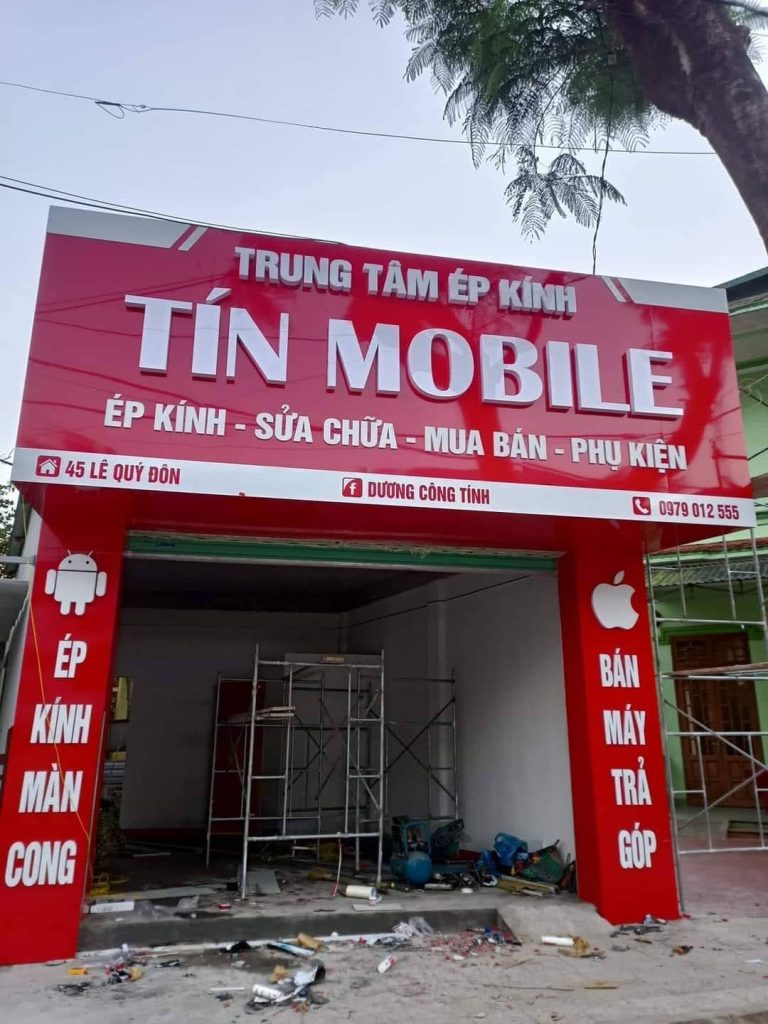 TRUNG TÂM ÉP KÍNH
TÍN MOBILE
ÉP KÍNH - SỬA CHỮA - MUA BÁN - PHỤ KIỆN
45 LÊ QUÝ ĐÔN
f DƯƠNG CÔNG TÍNH
0979 012 555
ÉP
KÍNH
MÀN
CONG
BÁN
MÁY
TRẢ
GÓP